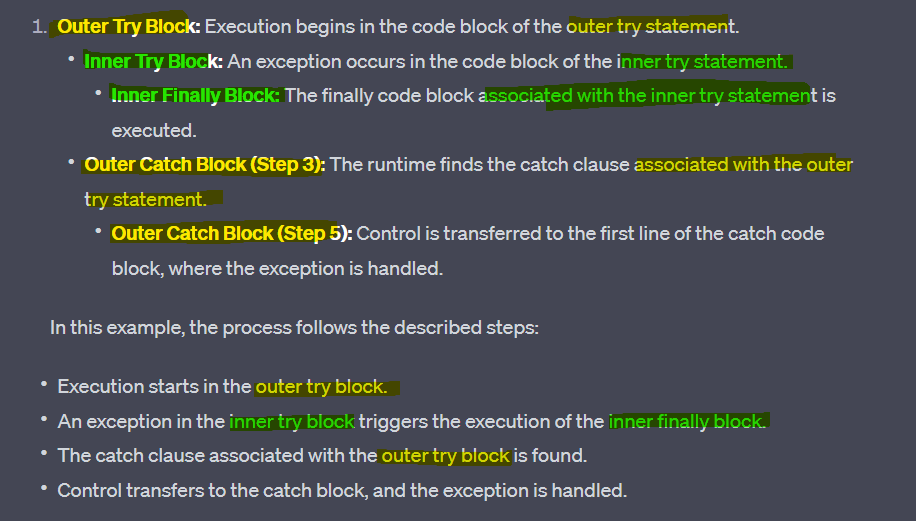 1. Outer Try Block: Execution begins in the code block of the outer try statement.
• Inner Try Block: An exception occurs in the code block of the inner try statement.
• Inner Finally Block: The finally code block associated with the inner try statement is
executed.
• Outer Catch Block (Step 3): The runtime finds the catch clause associated with the outer
try statement.
• Outer Catch Block (Step 5): Control is transferred to the first line of the catch code
block, where the exception is handled.
In this example, the process follows the described steps:
• Execution starts in the outer try block.
• An exception in the inner try block triggers the execution of the inner finally block.
• The catch clause associated with the outer try block is found.
• Control transfers to the catch block, and the exception is handled.